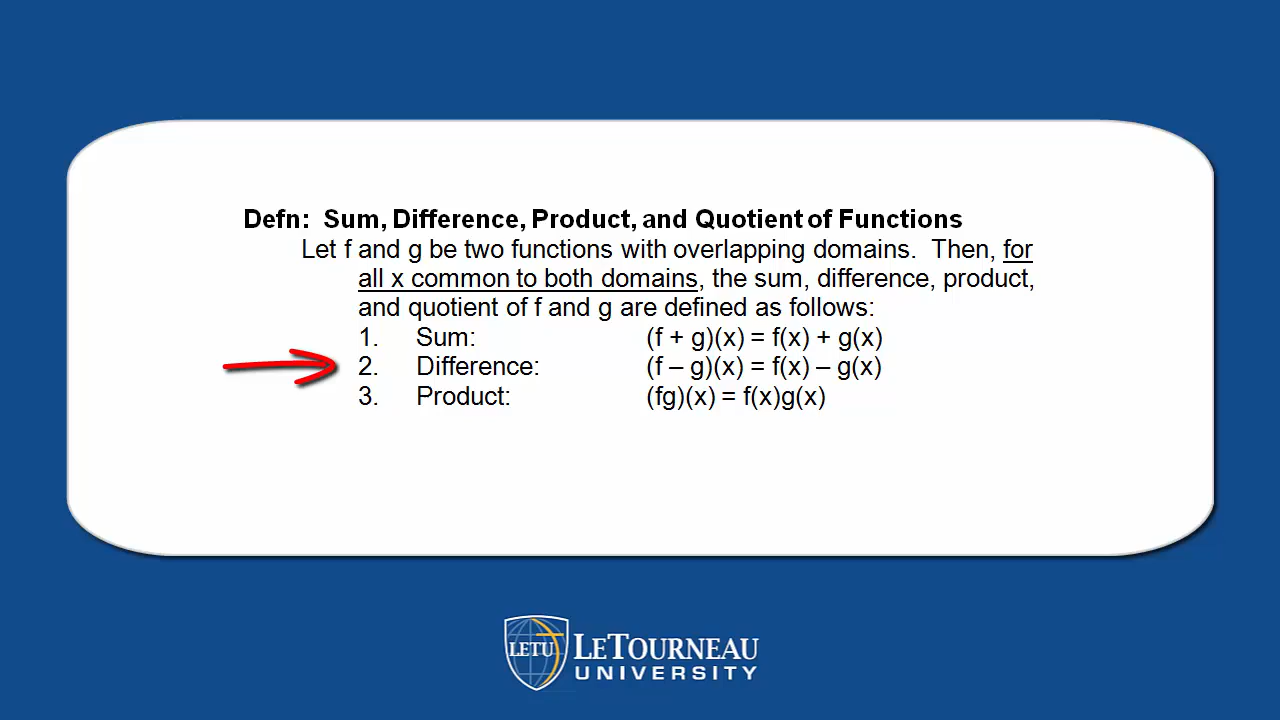 Defn: Sum, Difference, Product, and Quotient of Functions
Let f and g be two functions with overlapping domains. Then, for
all x common to both domains, the sum, difference, product,
and quotient of f and g are defined as follows:
1. Sum: (f + g)(x) = f(x) + g(x)
2. Difference: (f – g)(x) = f(x) – g(x)
3. Product: (fg)(x) = f(x)g(x)
LETU
LETOURNEAU
UNIVERSITY